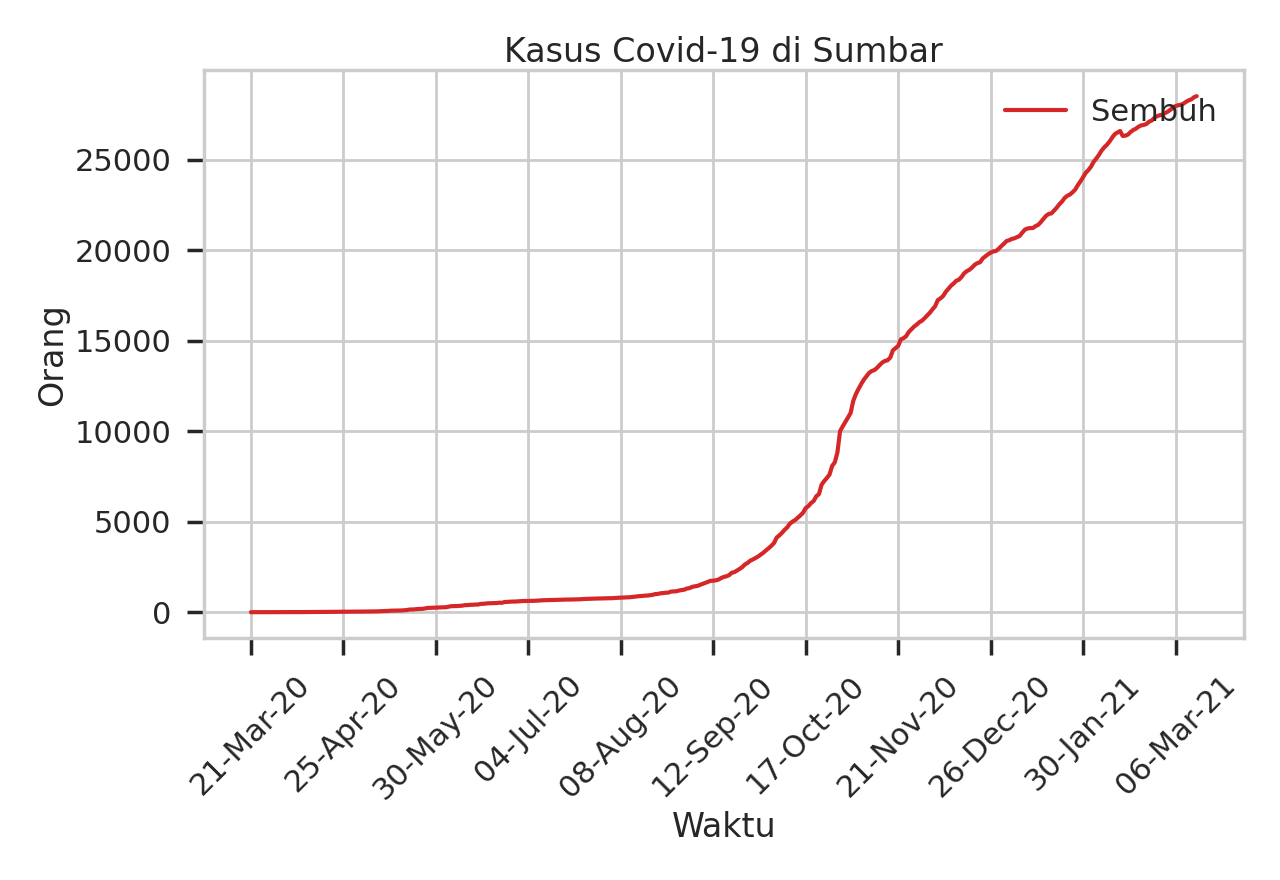 Kasus Covid-19 di Sumbar
Sembuh
25000
20000
15000
10000
5000
0
Orang
21-Mar-20
25-Apr-20
30-May-20
04-Jul-20
08-Aug-20
12-Sep-20
17-Oct-20
21-Nov-20
26-Dec-20
30-Jan-21
06-Mar-21
Waktu